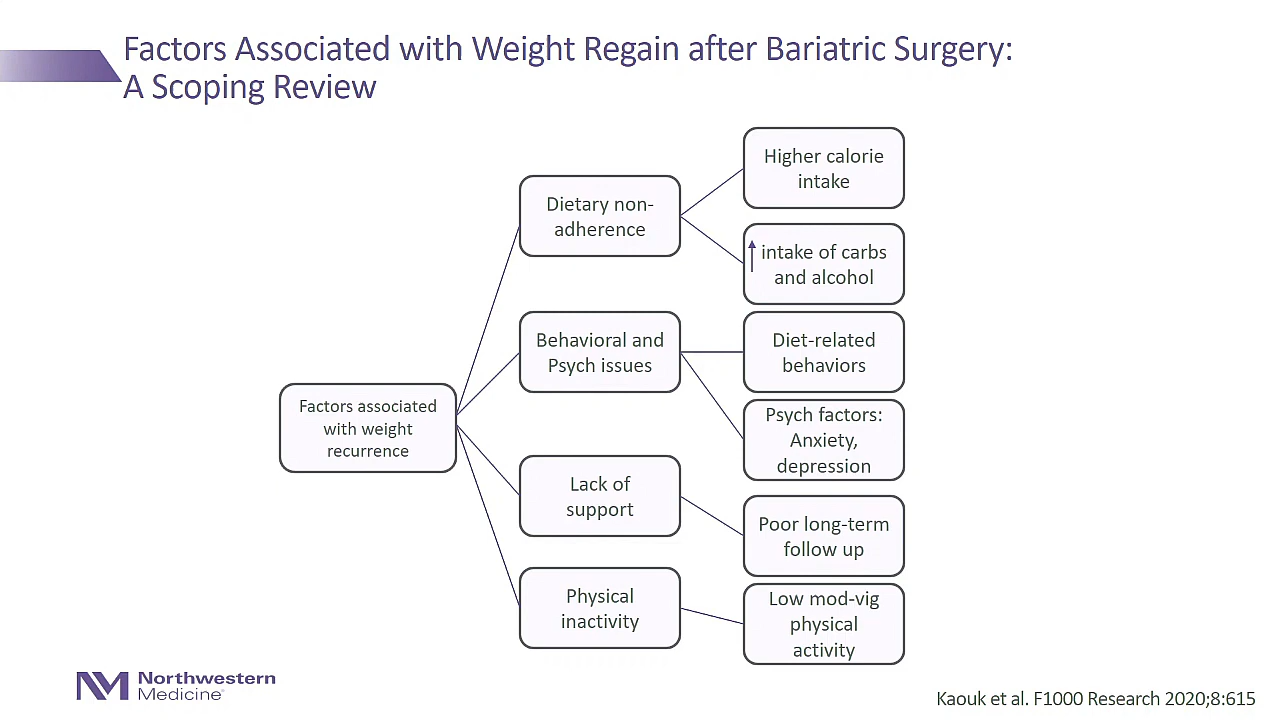 Factors Associated with Weight Regain after Bariatric Surgery:
A Scoping Review
Factors associated
with weight
recurrence
Dietary non-
adherence
Higher calorie
intake
intake of carbs
and alcohol
Behavioral and
Psych issues
Diet-related
behaviors
Psych factors:
Anxiety,
depression
Lack of
support
Poor long-term
follow up
Physical
inactivity
Low mod-vig
physical
activity
NM
Northwestern
Medicine®
Kaouk et al. F1000 Research 2020;8:615